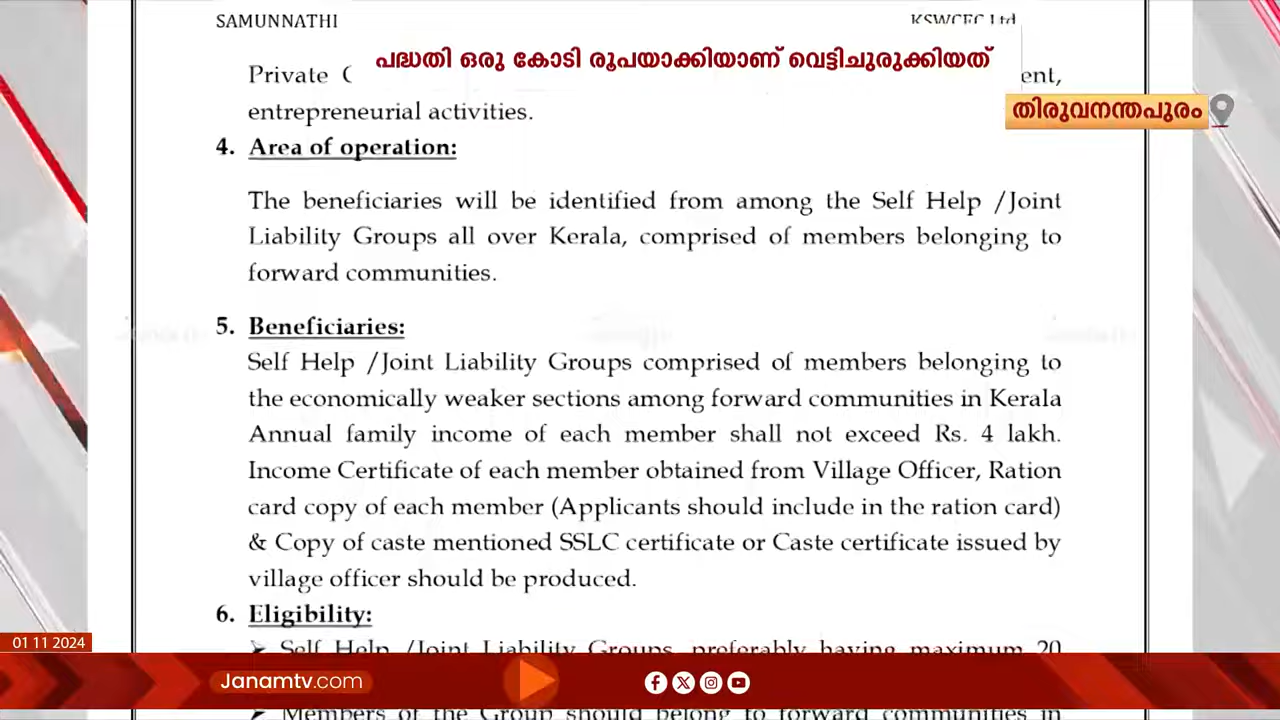 SAMUNNATHI
KSWCFC Ltd
പദ്ധതി ഒരു കോടി രൂപയാക്കിയാണ് വെട്ടിചുരുക്കിയത്
Private ent,
തിരുവനന്തപുരം
entrepreneurial activities.
4. Area of operation:
The beneficiaries will be identified from among the Self Help /Joint
Liability Groups all over Kerala, comprised of members belonging to
forward communities.
5. Beneficiaries:
Self Help /Joint Liability Groups comprised of members belonging to
the economically weaker sections among forward communities in Kerala
Annual family income of each member shall not exceed Rs. 4 lakh.
Income Certificate of each member obtained from Village Officer, Ration
card copy of each member (Applicants should include in the ration card)
& Copy of caste mentioned SSLC certificate or Caste certificate issued by
village officer should be produced.
6. Eligibility:
➤ Self Help /Joint Liability Groups, preferably having maximum 20
01 11 2024
Janamtv.com
➤ Members of the Group should belong to forward communities in